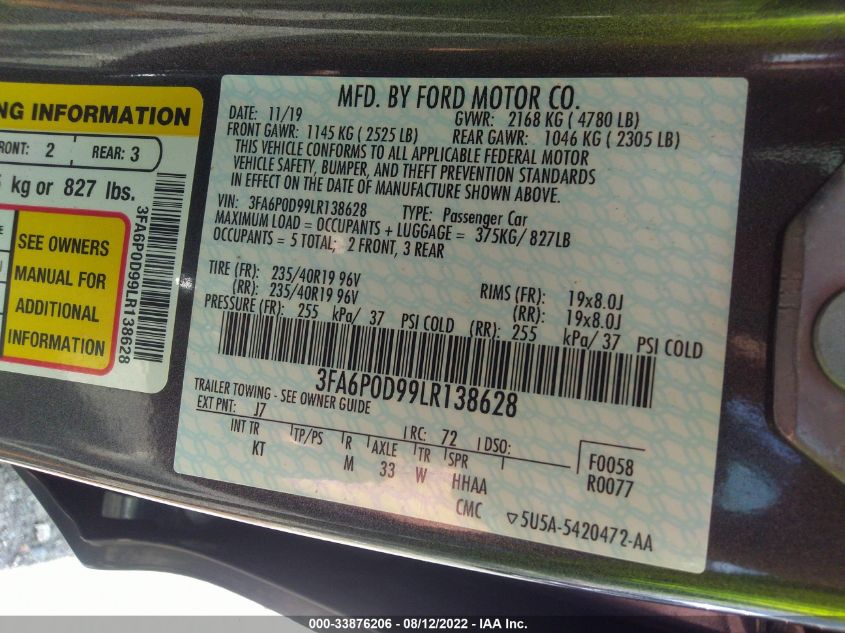 NG INFORMATION
RONT: 2 REAR: 3
kg or 827 lbs.
SEE OWNERS
MANUAL FOR
ADDITIONAL
INFORMATION
3FA6P0D99LR138628
MFD. BY FORD MOTOR CO.
DATE: 11/19 GVWR: 2168 KG ( 4780 LB)
FRONT GAWR: 1145 KG ( 2525 LB) REAR GAWR: 1046 KG ( 2305 LB)
THIS VEHICLE CONFORMS TO ALL APPLICABLE FEDERAL MOTOR
VEHICLE SAFETY, BUMPER, AND THEFT PREVENTION STANDARDS
IN EFFECT ON THE DATE OF MANUFACTURE SHOWN ABOVE.
VIN: 3FA6P0D99LR138628 TYPE: Passenger Car
MAXIMUM LOAD = OCCUPANTS + LUGGAGE = 375KG/ 827LB
OCCUPANTS = 5 TOTAL; 2 FRONT, 3 REAR
TIRE (FR): 235/40R19 96V RIMS (FR): 19x8.0J
(RR): 235/40R19 96V (RR): 19x8.0J
PRESSURE (FR): 255 kPa/ 37 PSI COLD (RR): 255 kPa/ 37 PSI COLD
3FA6P0D99LR138628
TRAILER TOWING - SEE OWNER GUIDE
EXT PNT: J7 RC: 72 DSO:
INT TR TP/PS R AXLE TR SPR F0058
KT M 33 W HHAA R0077
CMC ▽5U5A-5420472-AA
000-33876206 - 08/12/2022 - IAA Inc.